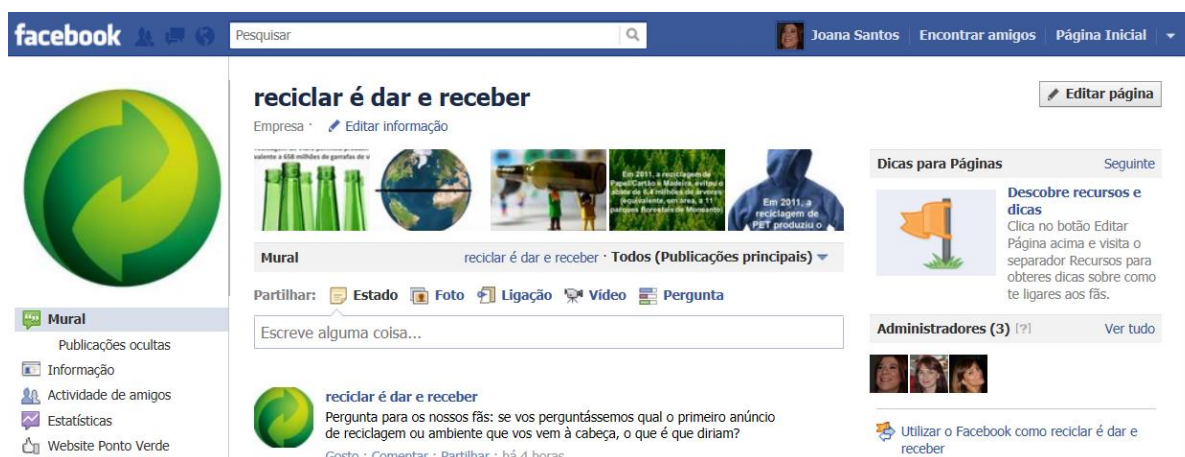 facebook
Pesquisar
Joana Santos
Encontrar amigos
Página Inicial
reciclar é dar e receber
Editar página
Empresa · Editar informação
valente a 658 milhões de garrafas de v
Em 2011, a reciclagem de
Papel/Cartão e Madeira, evitou o
abate de 6,4 milhões de árvores
(equivalente, em área, a 11
parques florestais de Monsanto)
Em 2011, a
reciclagem de
PET produziu o
Mural
reciclar é dar e receber · Todos (Publicações principais)
Partilhar: Estado Foto Ligação Vídeo Pergunta
Escreve alguma coisa...
reciclar é dar e receber
Pergunta para os nossos fãs: se vos perguntássemos qual o primeiro anúncio
de reciclagem ou ambiente que vos vem à cabeça, o que é que diriam?
Gosto · Comentar · Partilhar · há 4 horas
Mural
Publicações ocultas
Informação
Actividade de amigos
Estatísticas
Website Ponto Verde
Dicas para Páginas
Seguinte
Descobre recursos e
dicas
Clica no botão Editar
Página acima e visita o
separador Recursos para
obteres dicas sobre como
te ligares aos fãs.
Administradores (3) [?]
Ver tudo
Utilizar o Facebook como reciclar é dar e
receber